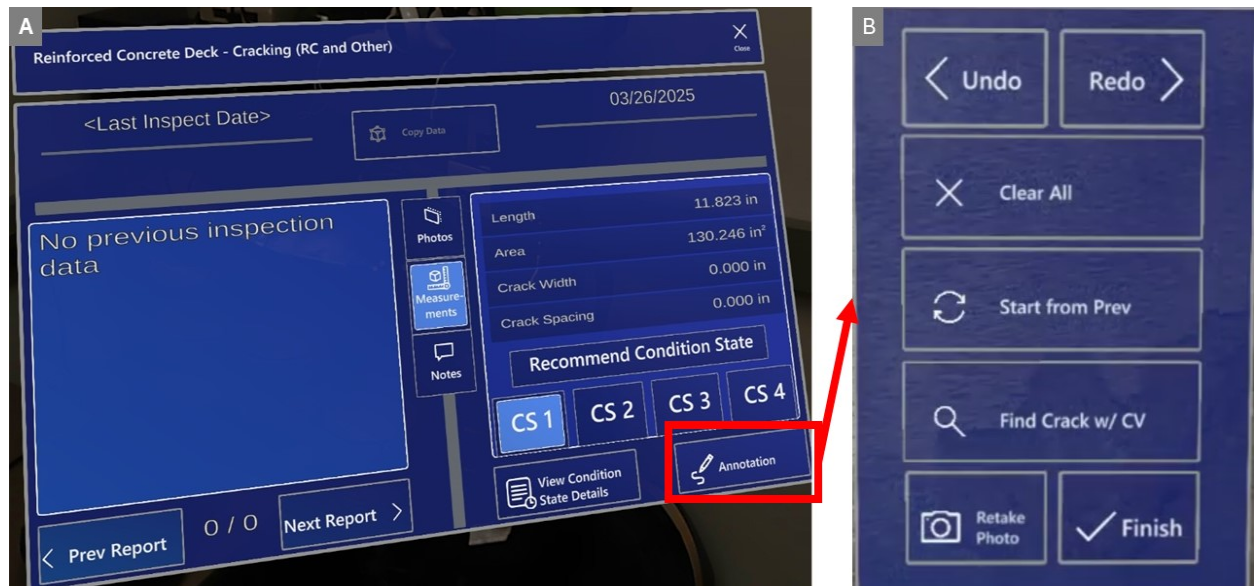 A
Reinforced Concrete Deck - Cracking (RC and Other)
Close
<Last Inspect Date>
Copy Data
03/26/2025
No previous inspection
data
Photos
Measure-
ments
Notes
Length 11.823 in
Area 130.246 in²
Crack Width 0.000 in
Crack Spacing 0.000 in
Recommend Condition State
CS 1 CS 2 CS 3 CS 4
View Condition
State Details
Annotation
Prev Report
0 / 0
Next Report
B
Undo
Redo
Clear All
Start from Prev
Find Crack w/ CV
Retake
Photo
Finish